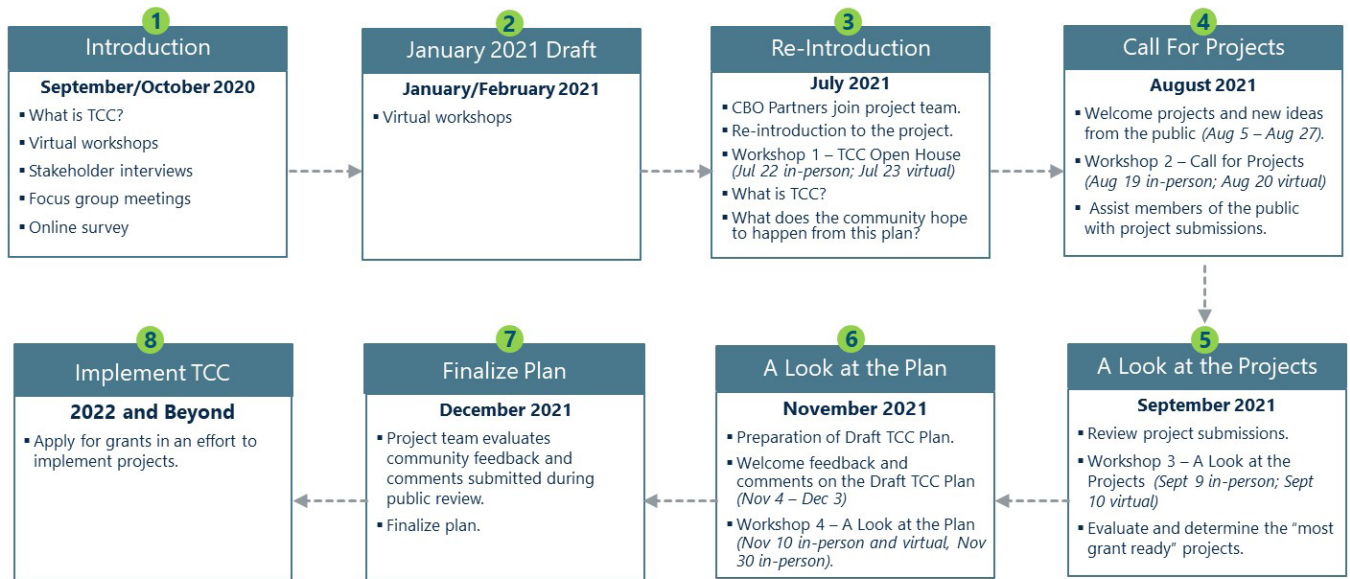 1
Introduction
September/October 2020
▪ What is TCC?
▪ Virtual workshops
▪ Stakeholder interviews
▪ Focus group meetings
▪ Online survey
2
January 2021 Draft
January/February 2021
▪ Virtual workshops
3
Re-Introduction
July 2021
▪ CBO Partners join project team.
▪ Re-introduction to the project.
▪ Workshop 1 – TCC Open House
(Jul 22 in-person; Jul 23 virtual)
▪ What is TCC?
▪ What does the community hope
to happen from this plan?
4
Call For Projects
August 2021
▪ Welcome projects and new ideas
from the public (Aug 5 – Aug 27).
▪ Workshop 2 – Call for Projects
(Aug 19 in-person; Aug 20 virtual)
▪ Assist members of the public
with project submissions.
5
A Look at the Projects
September 2021
▪ Review project submissions.
▪ Workshop 3 – A Look at the
Projects (Sept 9 in-person; Sept
10 virtual)
▪ Evaluate and determine the “most
grant ready” projects.
6
A Look at the Plan
November 2021
▪ Preparation of Draft TCC Plan.
▪ Welcome feedback and
comments on the Draft TCC Plan
(Nov 4 – Dec 3)
▪ Workshop 4 – A Look at the Plan
(Nov 10 in-person and virtual, Nov
30 in-person).
7
Finalize Plan
December 2021
▪ Project team evaluates
community feedback and
comments submitted during
public review.
▪ Finalize plan.
8
Implement TCC
2022 and Beyond
▪ Apply for grants in an effort to
implement projects.